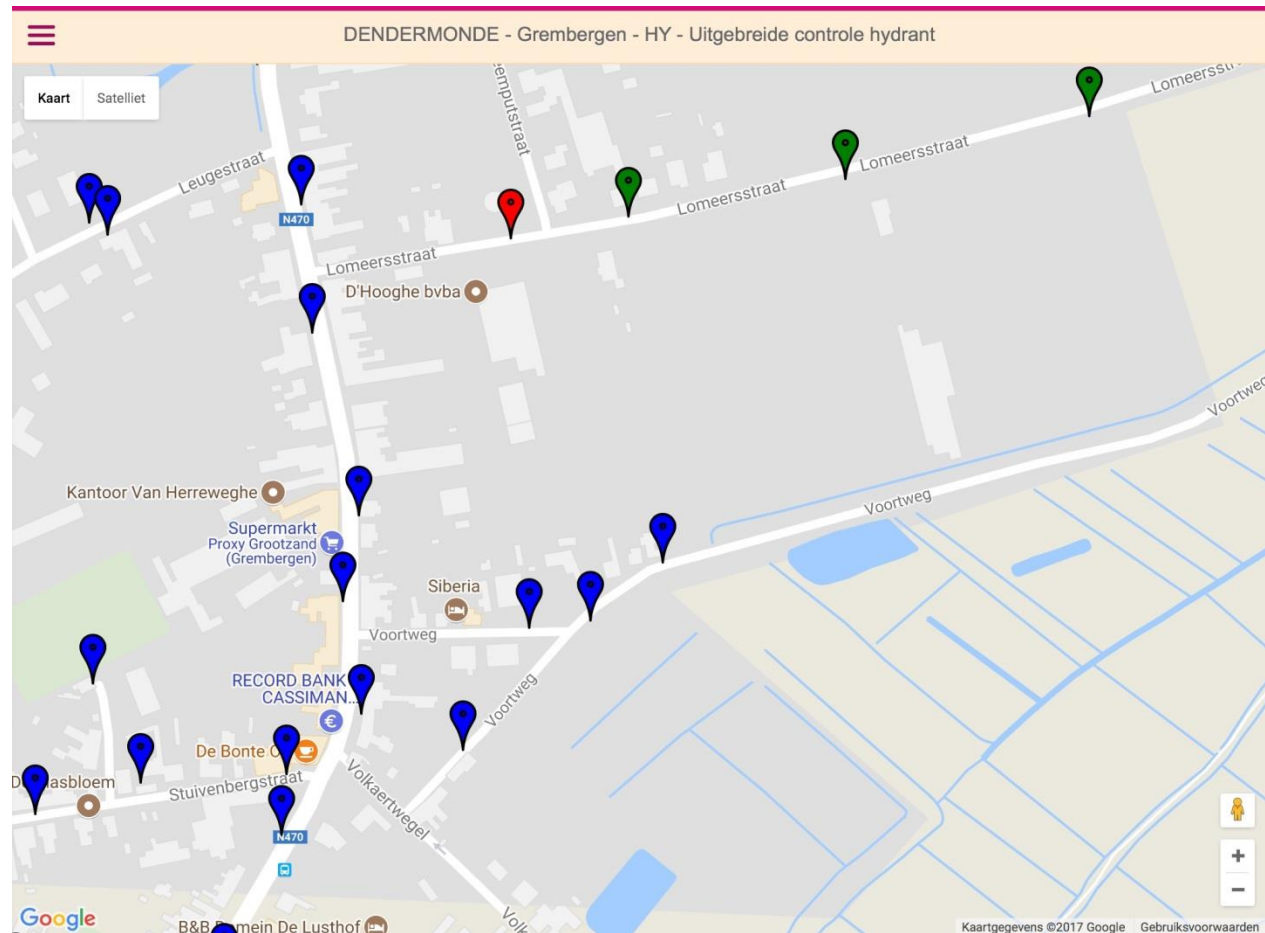 DENDERMONDE - Grembergen - HY - Uitgebreide controle hydrant
Kaart
Satelliet
Lomeersstr
Leugestraat
Lomeersstraat
Lomeersstraat
N470
Lomeersstraat
D'Hooghe bvba
Voortweg
Kantoor Van Herreweghe
Voortweg
Supermarkt
Proxy Grootzand
(Grembergen)
Siberia
Voortweg
RECORD BANK
CASSIMAN...
Voortweg
De Bonte
Stuivenbergstraat
Volkaertwegel
N470
Google
B&B Domein De Lusthof
Kaartgegevens ©2017 Google
Gebruiksvoorwaarden